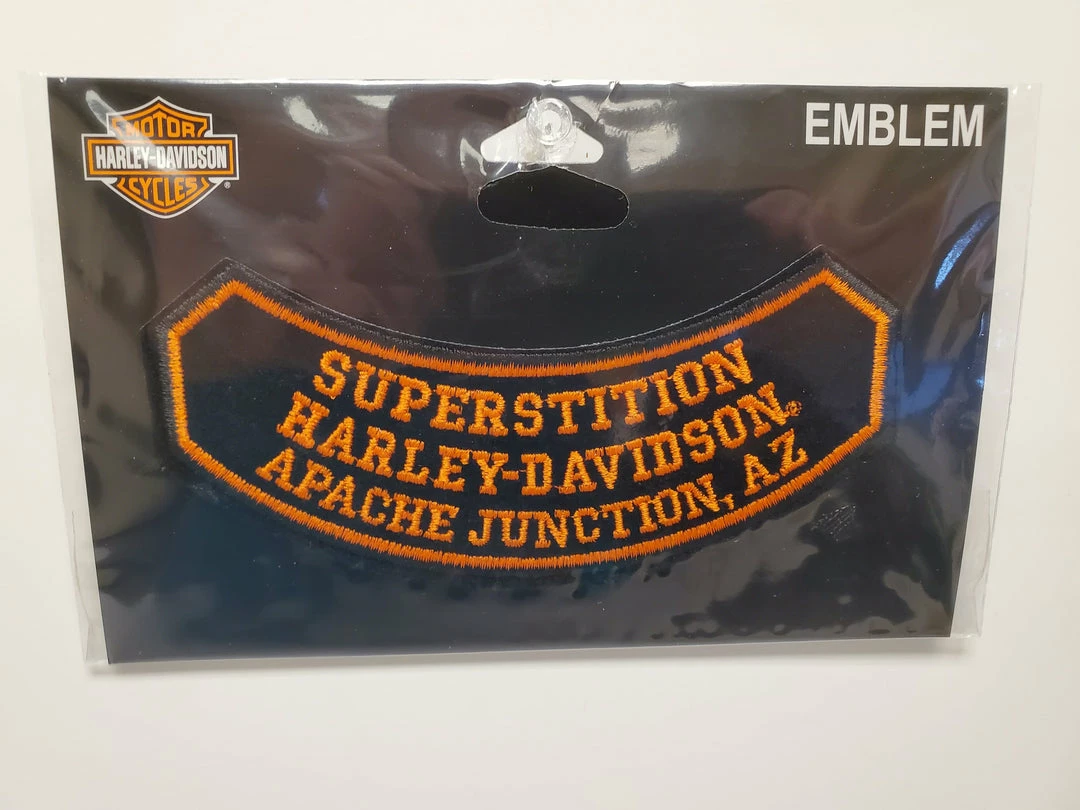 MOTOR
HARLEY-DAVIDSON
CYCLES®
EMBLEM
SUPERSTITION
HARLEY-DAVIDSON®
APACHE JUNCTION, AZ